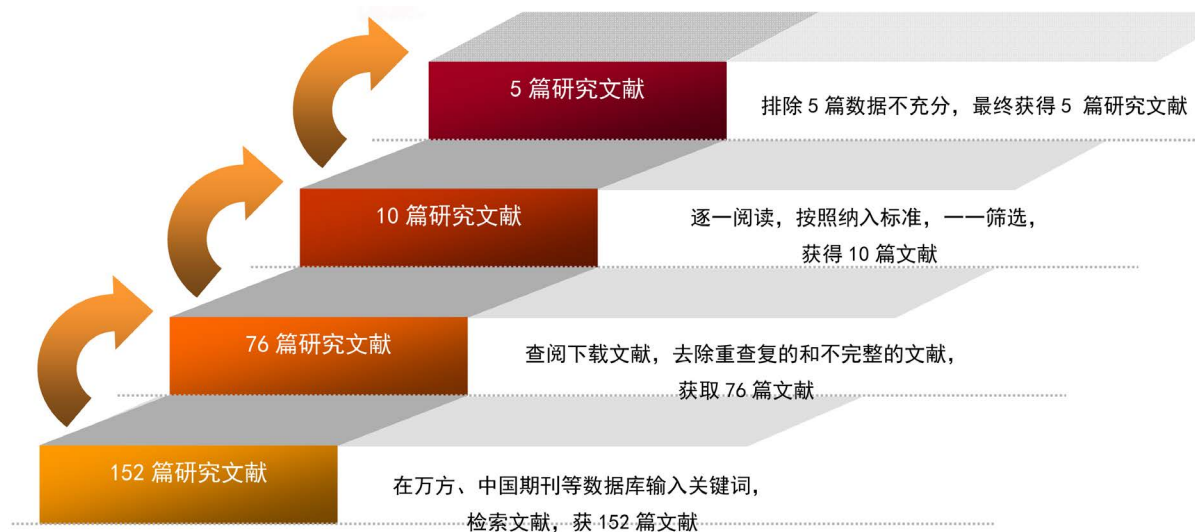 5 篇研究文献
排除 5 篇数据不充分，最终获得 5 篇研究文献
10 篇研究文献
逐一阅读，按照纳入标准，一一筛选，
获得 10 篇文献
76 篇研究文献
查阅下载文献，去除重查复的和不完整的文献，
获取 76 篇文献
152 篇研究文献
在万方、中国期刊等数据库输入关键词，
检索文献，获 152 篇文献